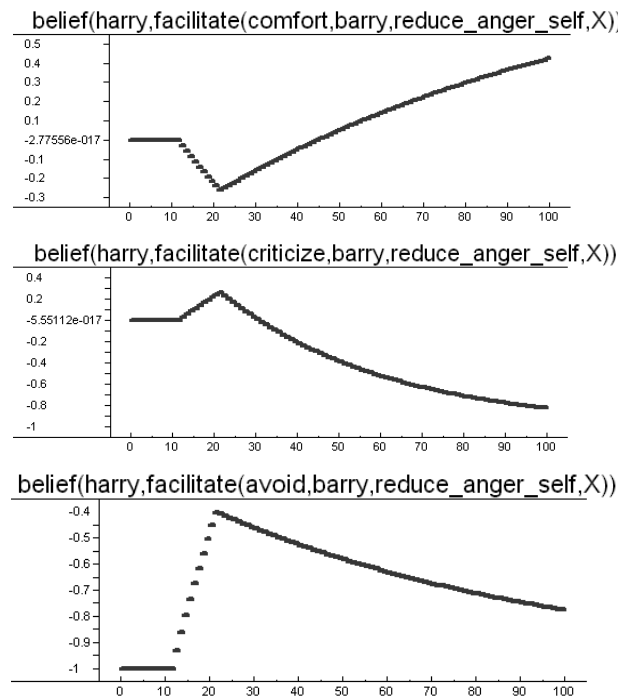 belief(harry,facilitate(comfort,barry,reduce_anger_self,X))
0.5
0.4
0.3
0.2
0.1
-2.77556e-017
-0.1
-0.2
-0.3
0 10 20 30 40 50 60 70 80 90 100
belief(harry,facilitate(criticize,barry,reduce_anger_self,X))
0.4
0.2
-5.55112e-017
-0.2
-0.4
-0.6
-0.8
-1
0 10 20 30 40 50 60 70 80 90 100
belief(harry,facilitate(avoid,barry,reduce_anger_self,X))
-0.4
-0.5
-0.6
-0.7
-0.8
-0.9
-1
0 10 20 30 40 50 60 70 80 90 100